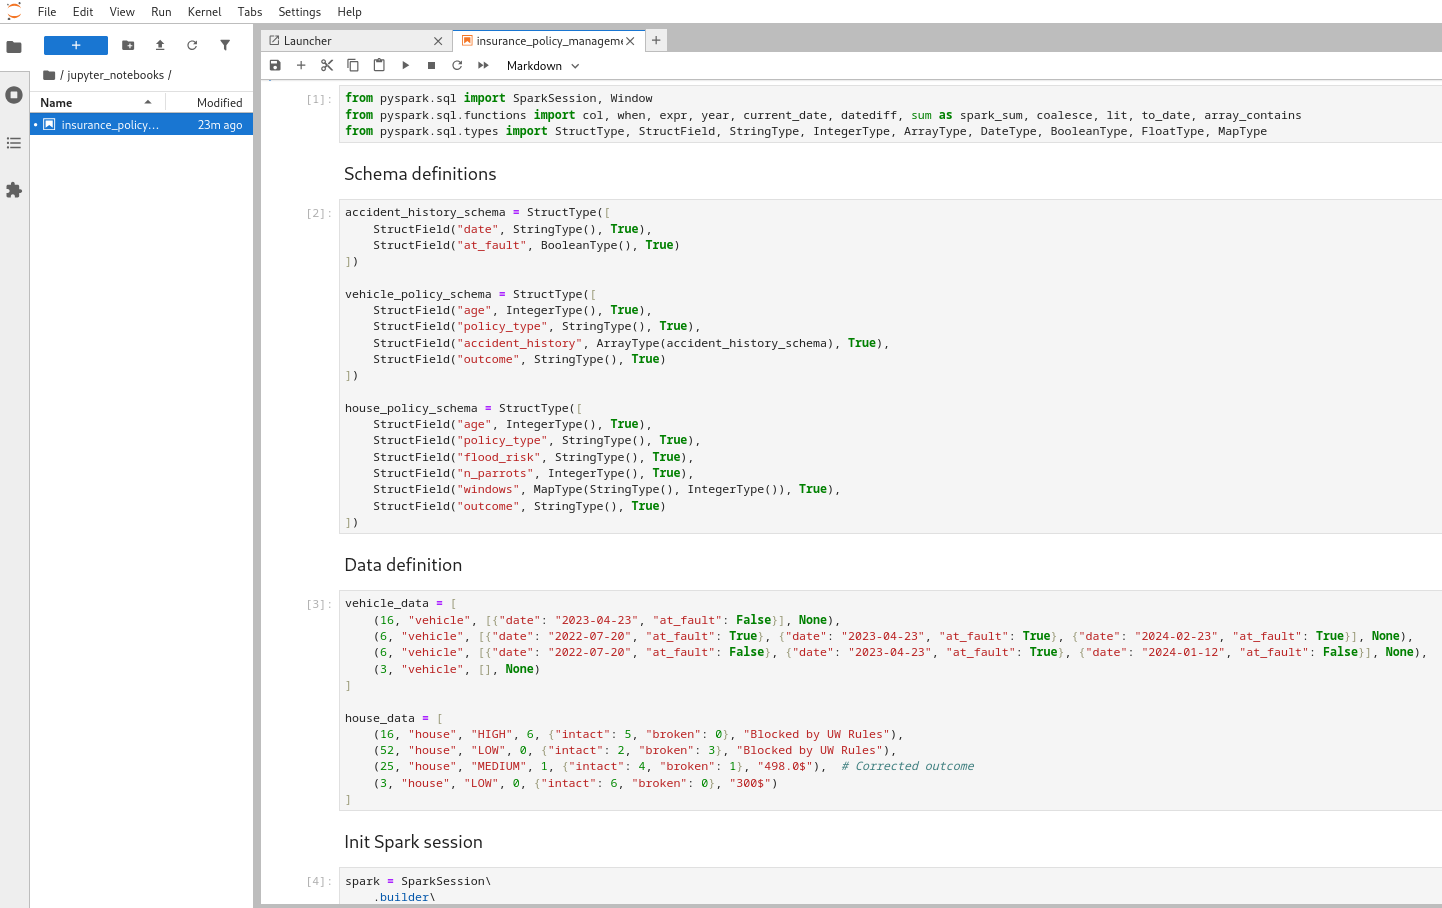 File Edit View Run Kernel Tabs Settings Help
+
/ jupyter_notebooks /
Name Modified
insurance_policy... 23m ago
Launcher
insurance_policy_managem
Markdown
[1]:
from pyspark.sql import SparkSession, Window
from pyspark.sql.functions import col, when, expr, year, current_date, datediff, sum as spark_sum, coalesce, lit, to_date, array_contains
from pyspark.sql.types import StructType, StructField, StringType, IntegerType, ArrayType, DateType, BooleanType, FloatType, MapType
Schema definitions
[2]:
accident_history_schema = StructType([
    StructField("date", StringType(), True),
    StructField("at_fault", BooleanType(), True)
])
vehicle_policy_schema = StructType([
    StructField("age", IntegerType(), True),
    StructField("policy_type", StringType(), True),
    StructField("accident_history", ArrayType(accident_history_schema), True),
    StructField("outcome", StringType(), True)
])
house_policy_schema = StructType([
    StructField("age", IntegerType(), True),
    StructField("policy_type", StringType(), True),
    StructField("flood_risk", StringType(), True),
    StructField("n_parrots", IntegerType(), True),
    StructField("windows", MapType(StringType(), IntegerType()), True),
    StructField("outcome", StringType(), True)
])
Data definition
[3]:
vehicle_data = [
    (16, "vehicle", [{"date": "2023-04-23", "at_fault": False}], None),
    (6, "vehicle", [{"date": "2022-07-20", "at_fault": True}, {"date": "2023-04-23", "at_fault": True}, {"date": "2024-02-23", "at_fault": True}], None),
    (6, "vehicle", [{"date": "2022-07-20", "at_fault": False}, {"date": "2023-04-23", "at_fault": True}, {"date": "2024-01-12", "at_fault": False}], None),
    (3, "vehicle", [], None)
]
house_data = [
    (16, "house", "HIGH", 6, {"intact": 5, "broken": 0}, "Blocked by UW Rules"),
    (52, "house", "LOW", 0, {"intact": 2, "broken": 3}, "Blocked by UW Rules"),
    (25, "house", "MEDIUM", 1, {"intact": 4, "broken": 1}, "498.0$"),  # Corrected outcome
    (3, "house", "LOW", 0, {"intact": 6, "broken": 0}, "300$")
]
Init Spark session
[4]:
spark = SparkSession\
    .builder\